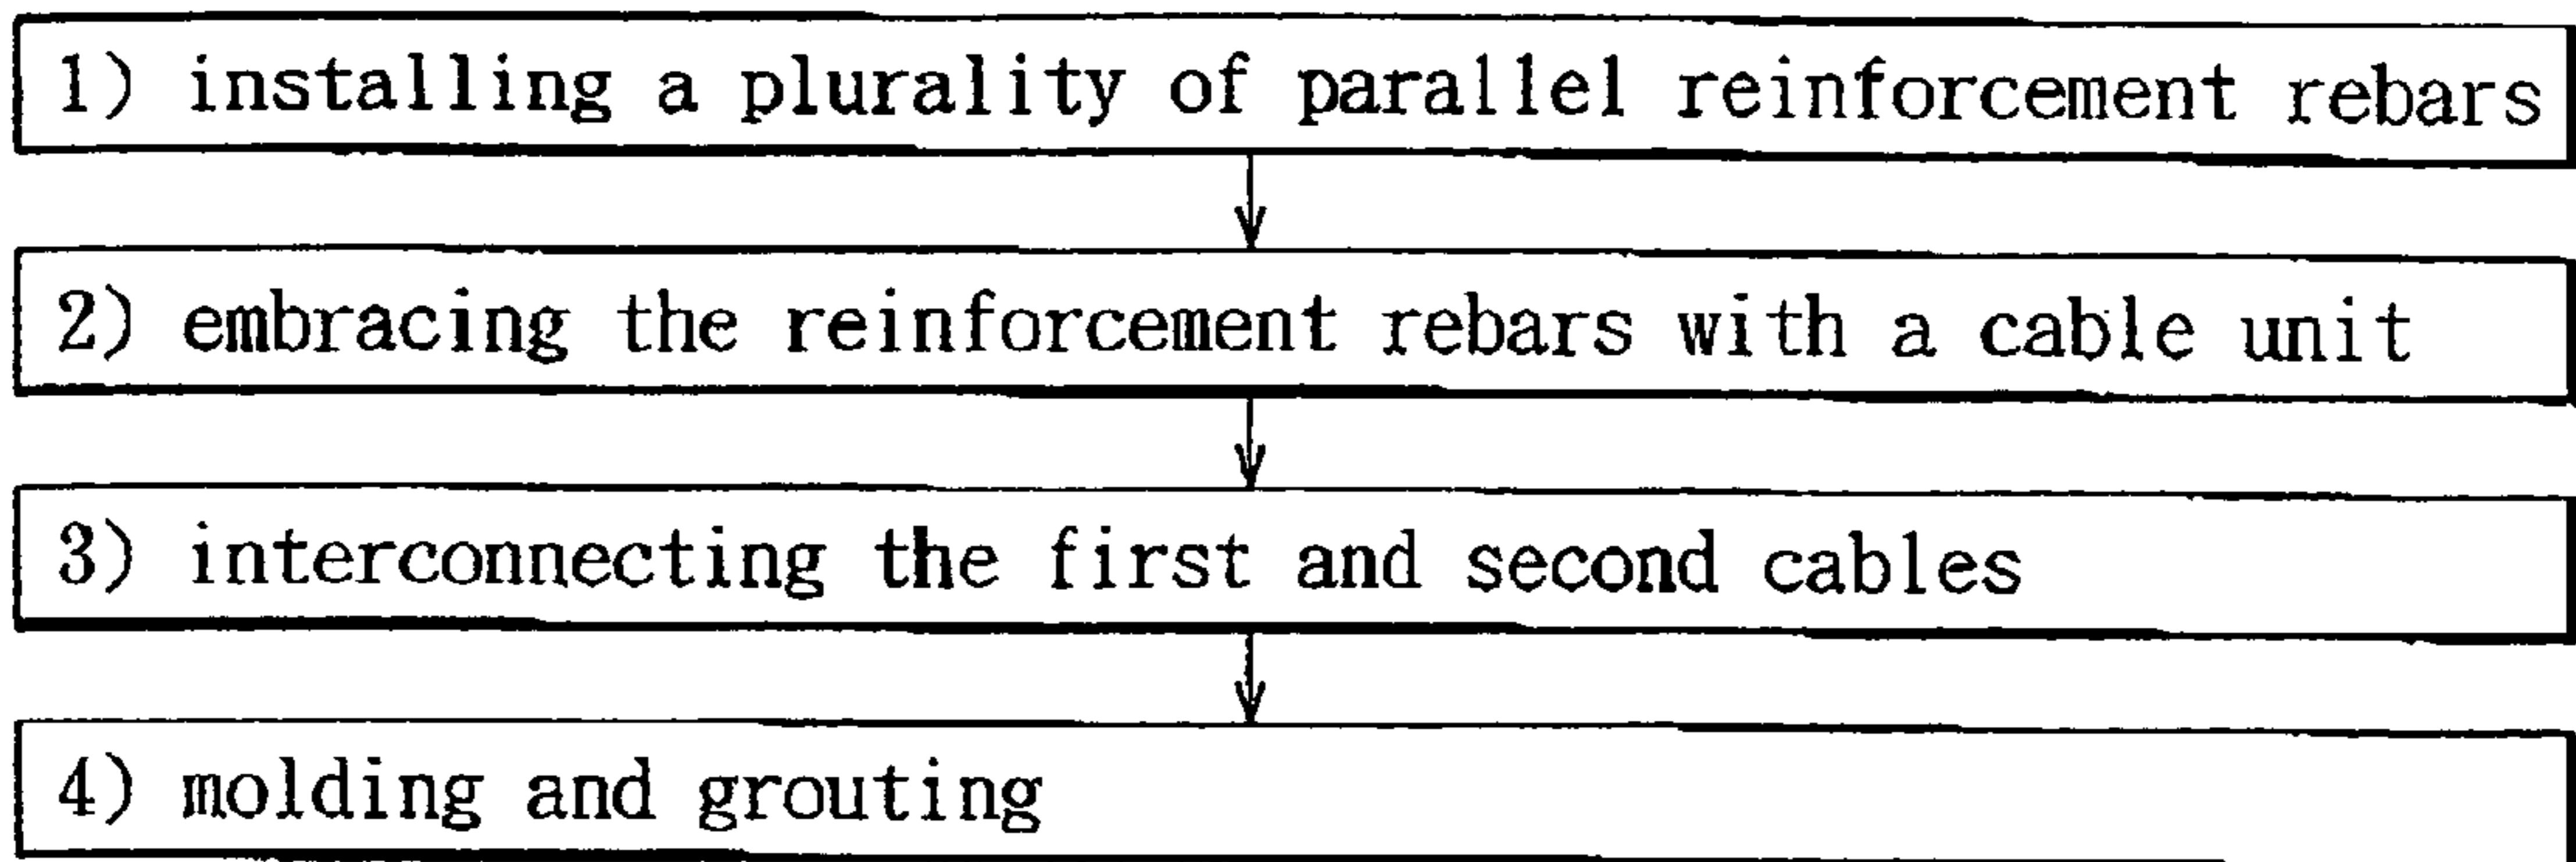 1) installing a plurality of parallel reinforcement rebars
2) embracing the reinforcement rebars with a cable unit
3) interconnecting the first and second cables
4) molding and grouting